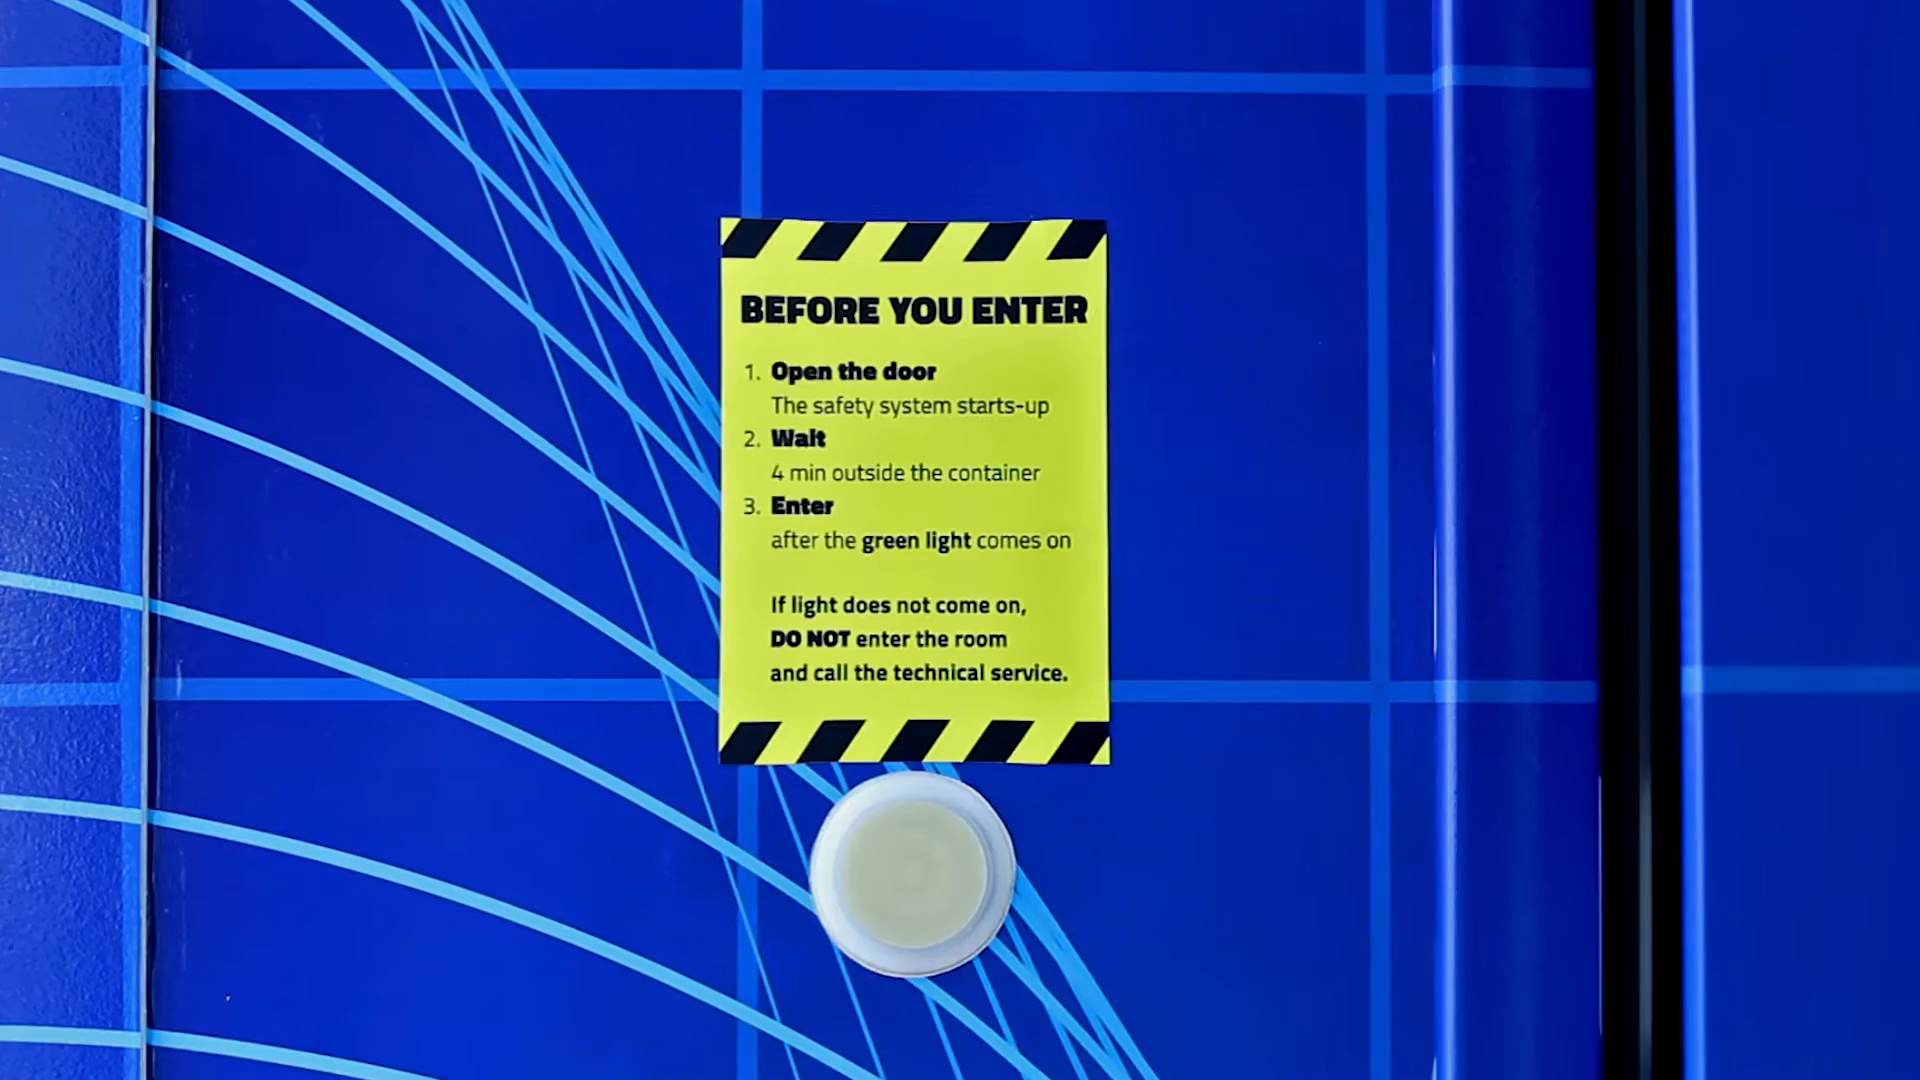 BEFORE YOU ENTER
1. Open the door
The safety system starts-up
2. Wait
4 min outside the container
3. Enter
after the green light comes on
If light does not come on,
DO NOT enter the room
and call the technical service.